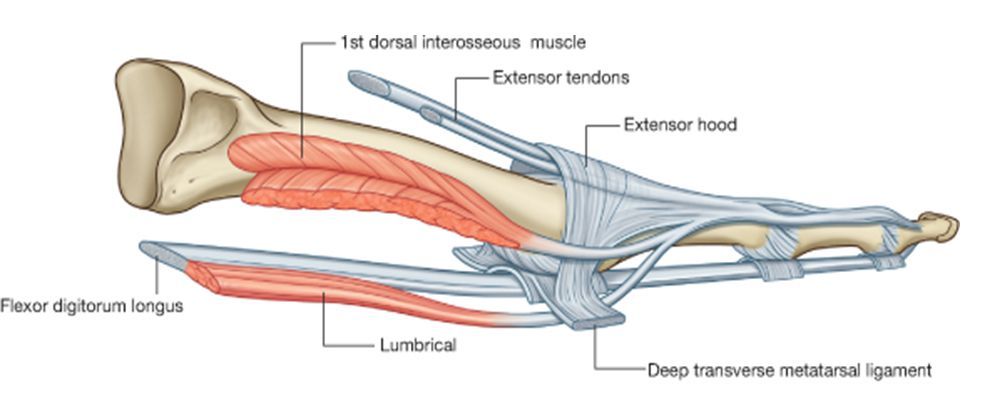 1st dorsal interosseous muscle
Extensor tendons
Extensor hood
Flexor digitorum longus
Lumbrical
Deep transverse metatarsal ligament